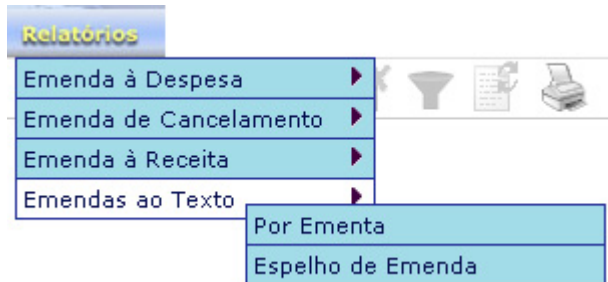 Relatórios
Emenda à Despesa
Emenda de Cancelamento
Emenda à Receita
Emendas ao Texto
Por Ementa
Espelho de Emenda